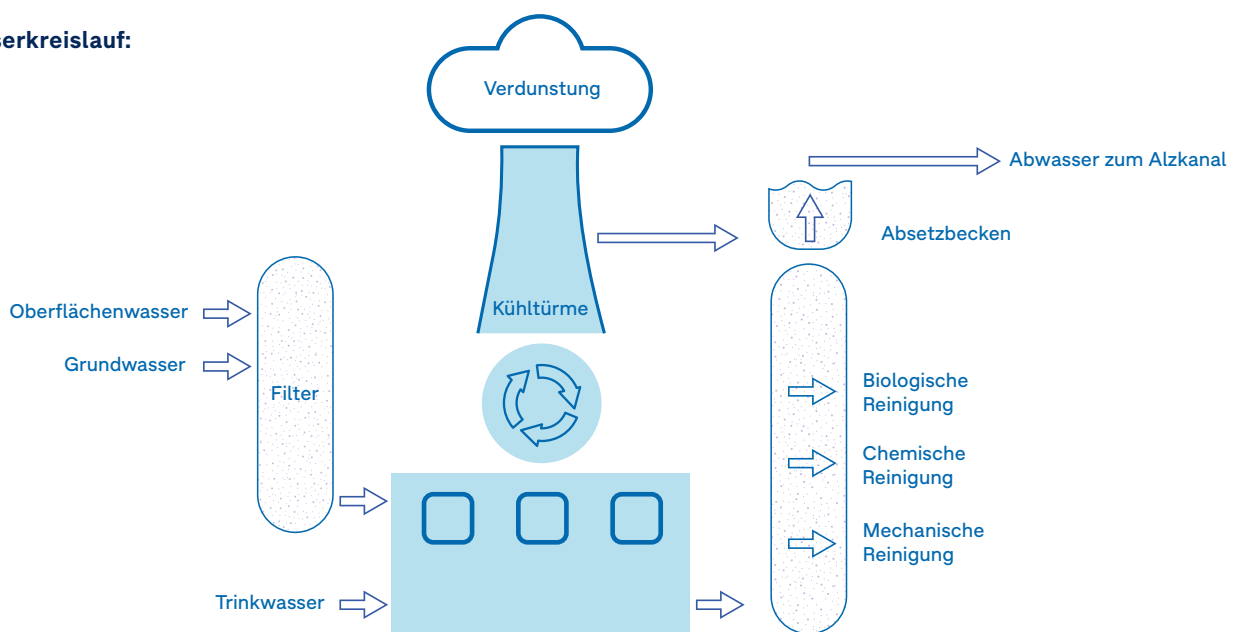 serkreislauf:
Verdunstung
Abwasser zum Alzkanal
Absetzbecken
Oberflächenwasser
Kühltürme
Grundwasser
Filter
Biologische
Reinigung
Chemische
Reinigung
Mechanische
Reinigung
Trinkwasser